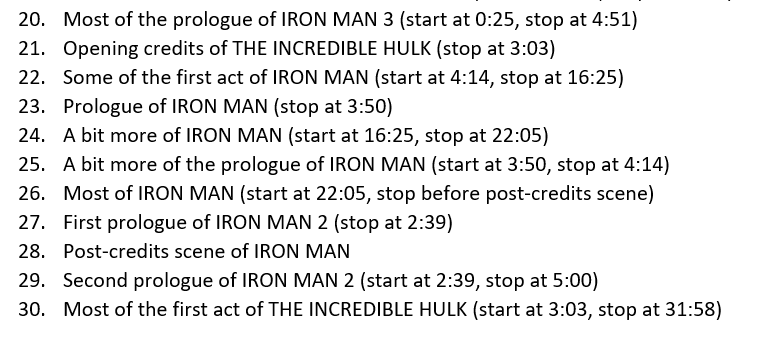 20. Most of the prologue of IRON MAN 3 (start at 0:25, stop at 4:51)
21. Opening credits of THE INCREDIBLE HULK (stop at 3:03)
22. Some of the first act of IRON MAN (start at 4:14, stop at 16:25)
23. Prologue of IRON MAN (stop at 3:50)
24. A bit more of IRON MAN (start at 16:25, stop at 22:05)
25. A bit more of the prologue of IRON MAN (start at 3:50, stop at 4:14)
26. Most of IRON MAN (start at 22:05, stop before post-credits scene)
27. First prologue of IRON MAN 2 (stop at 2:39)
28. Post-credits scene of IRON MAN
29. Second prologue of IRON MAN 2 (start at 2:39, stop at 5:00)
30. Most of the first act of THE INCREDIBLE HULK (start at 3:03, stop at 31:58)